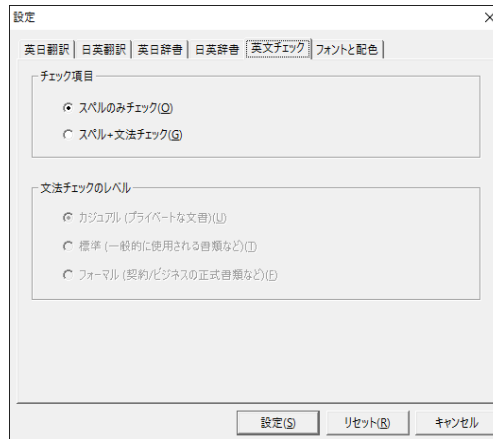 設定
英日翻訳 日英翻訳 英日辞書 日英辞書 英文チェック フォントと配色
チェック項目
スペルのみチェック(O)
スペル+文法チェック(G)
文法チェックのレベル
カジュアル (プライベートな文書)(U)
標準 (一般的に使用される書類など)(T)
フォーマル (契約/ビジネスの正式書類など)(F)
設定(S) リセット(R) キャンセル